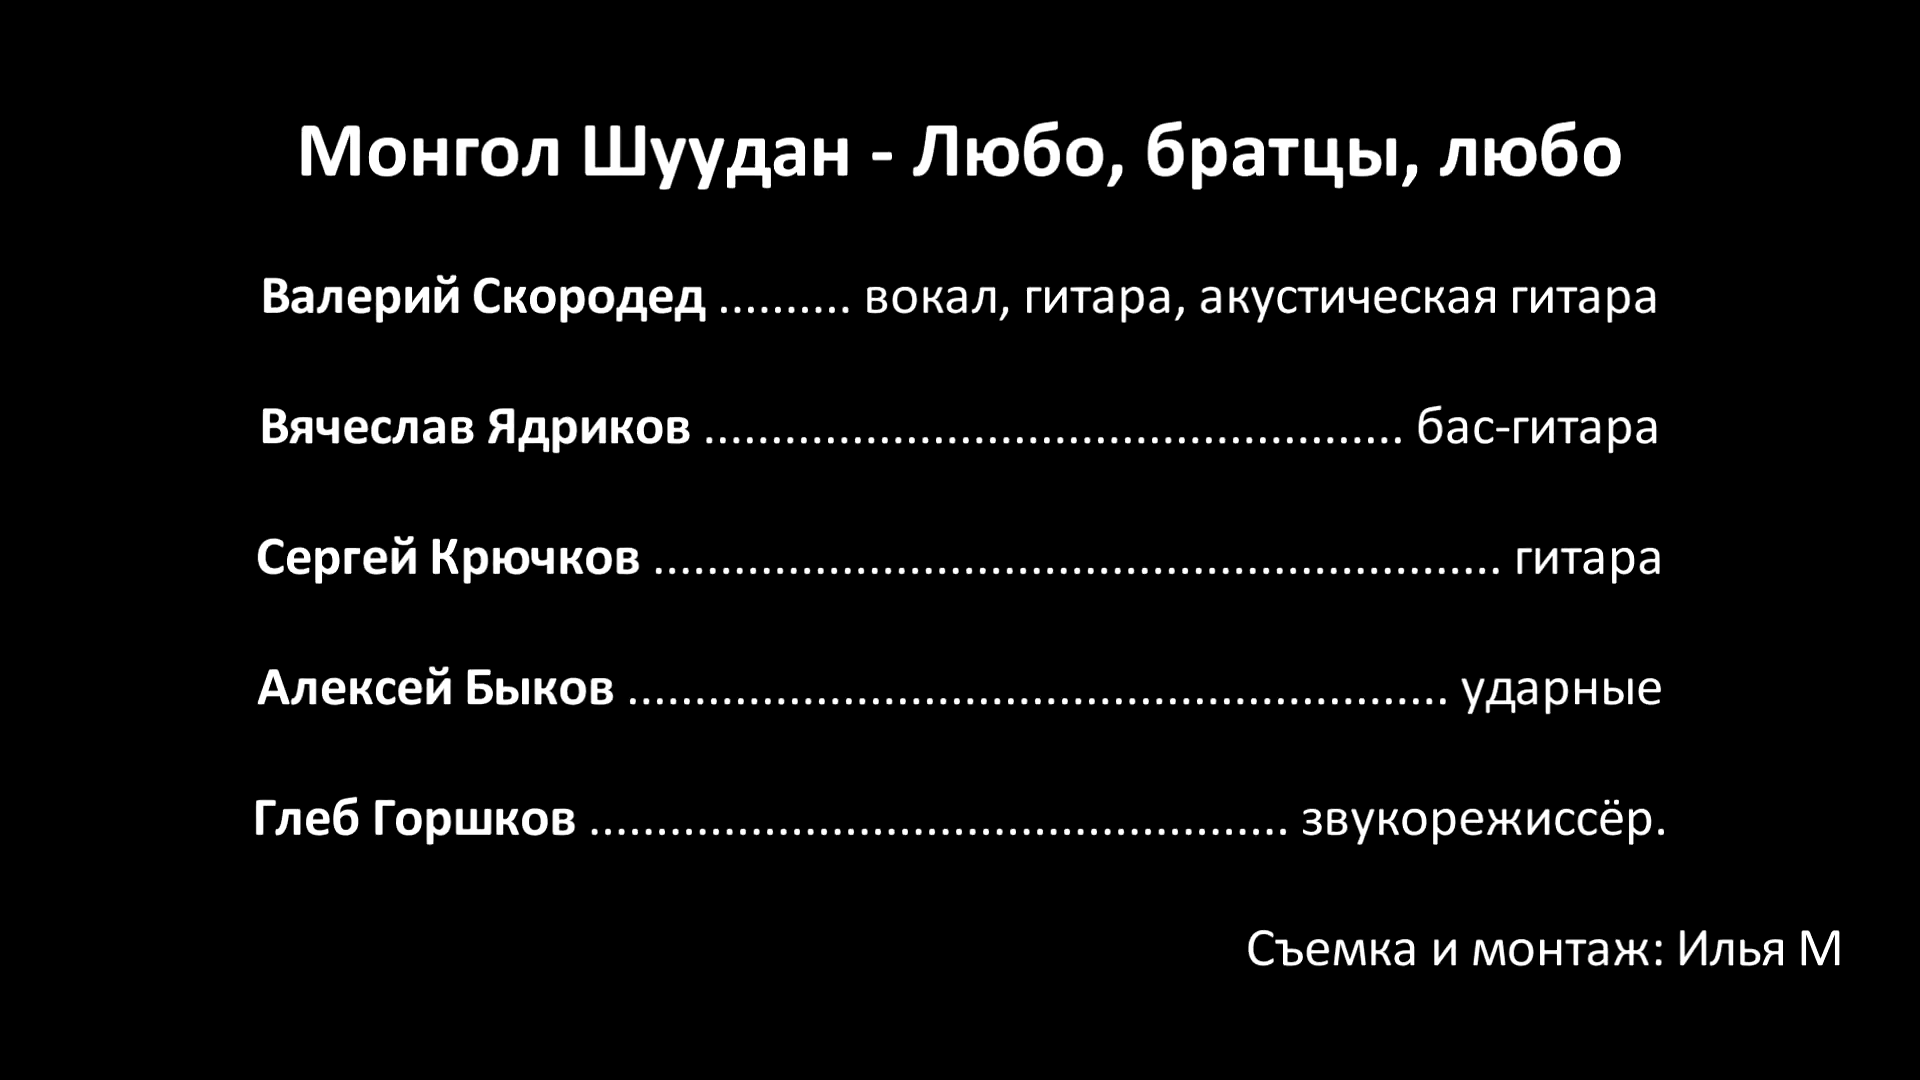 Монгол Шуудан - Любо, братцы, любо
Валерий Скородед .......... вокал, гитара, акустическая гитара
Вячеслав Ядриков .................................................... бас-гитара
Сергей Крючков ............................................................... гитара
Алексей Быков ............................................................. ударные
Глеб Горшков .................................................... звукорежиссёр.
Съемка и монтаж: Илья М